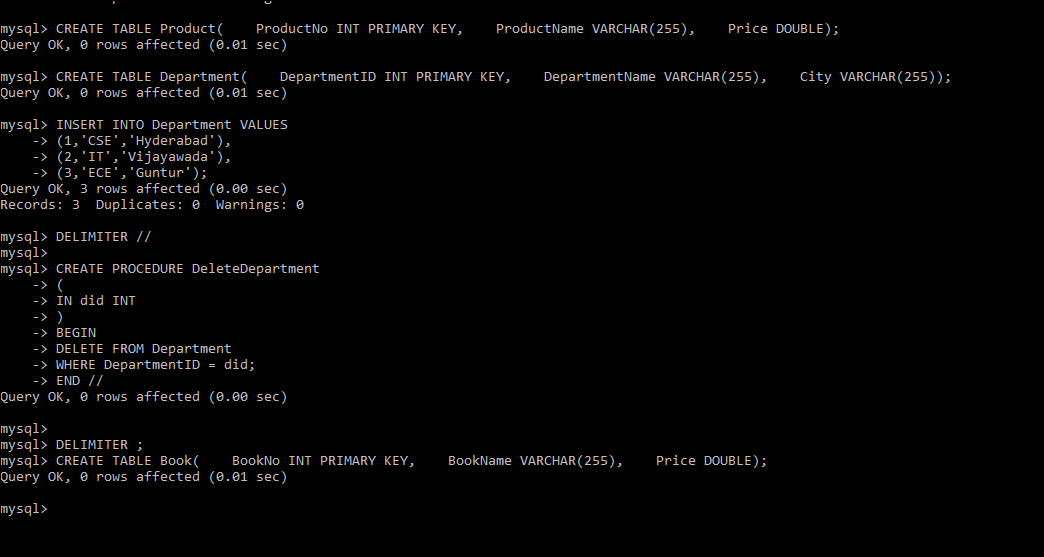 mysql> CREATE TABLE Product(    ProductNo INT PRIMARY KEY,    ProductName VARCHAR(255),    Price DOUBLE);
Query OK, 0 rows affected (0.01 sec)
mysql> CREATE TABLE Department(    DepartmentID INT PRIMARY KEY,    DepartmentName VARCHAR(255),    City VARCHAR(255));
Query OK, 0 rows affected (0.01 sec)
mysql> INSERT INTO Department VALUES
    -> (1,'CSE','Hyderabad'),
    -> (2,'IT','Vijayawada'),
    -> (3,'ECE','Guntur');
Query OK, 3 rows affected (0.00 sec)
Records: 3  Duplicates: 0  Warnings: 0
mysql> DELIMITER //
mysql>
mysql> CREATE PROCEDURE DeleteDepartment
    -> (
    -> IN did INT
    -> )
    -> BEGIN
    -> DELETE FROM Department
    -> WHERE DepartmentID = did;
    -> END //
Query OK, 0 rows affected (0.00 sec)
mysql>
mysql> DELIMITER ;
mysql> CREATE TABLE Book(    BookNo INT PRIMARY KEY,    BookName VARCHAR(255),    Price DOUBLE);
Query OK, 0 rows affected (0.01 sec)
mysql>